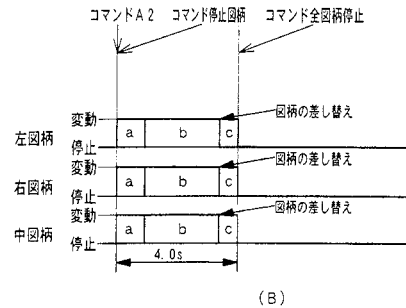 コマンドA2 コマンド停止図柄 コマンド全図柄停止
図柄の差し替え
左図柄 変動 停止 a b c
図柄の差し替え
右図柄 変動 停止 a b c
図柄の差し替え
中図柄 変動 停止 a b c
4.0s
(B)